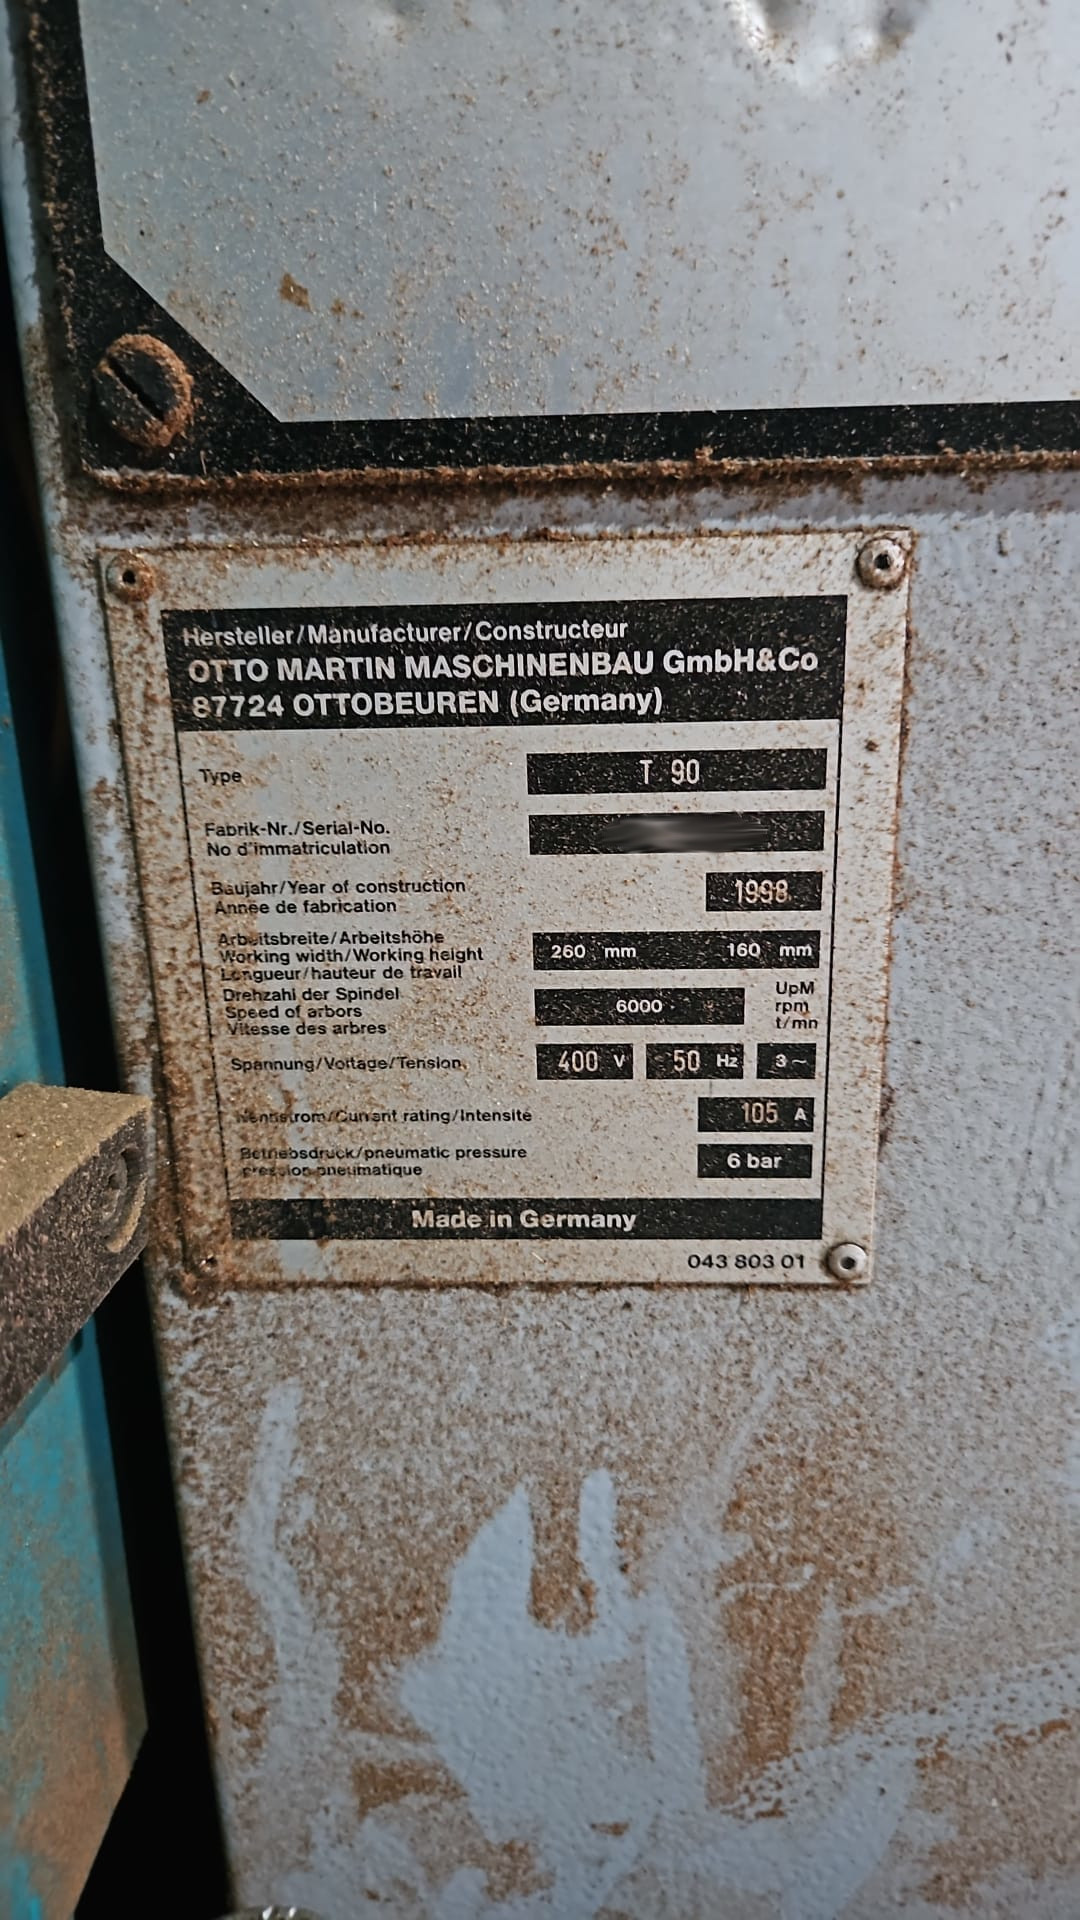 Hersteller/Manufacturer/Constructeur
OTTO MARTIN MASCHINENBAU GmbH&Co
87724 OTTOBEUREN (Germany)
Type T 90
Fabrik-Nr./Serial-No.
No d'immatriculation
Baujahr/Year of construction 1998
Année de fabrication
Arbeitsbreite/Arbeitshöhe
Working width/Working height 260 mm 160 mm
Longueur/hauteur de travail
Drehzahl der Spindel UpM
Speed of arbors 6000 rpm
Vitesse des arbres t/mn
Spannung/Voltage/Tension 400 V 50 Hz 3~
Nennstrom/Current rating/Intensité 105 A
Betriebsdruck/pneumatic pressure 6 bar
pression pneumatique
Made in Germany
043 803 01